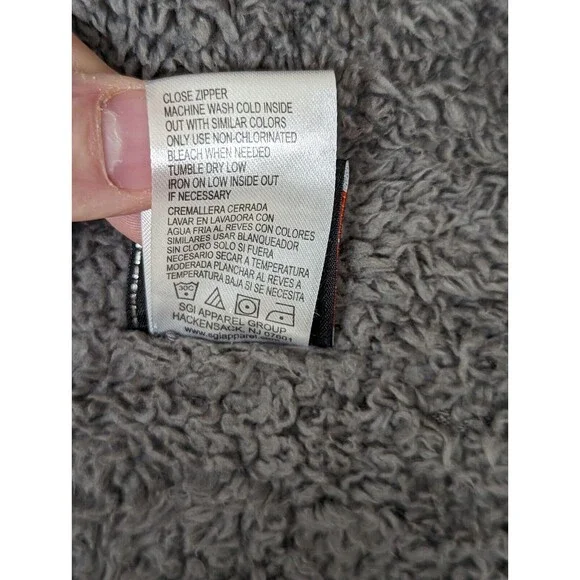 CLOSE ZIPPER
MACHINE WASH COLD INSIDE
OUT WITH SIMILAR COLORS
ONLY USE NON-CHLORINATED
BLEACH WHEN NEEDED
TUMBLE DRY LOW
IRON ON LOW INSIDE OUT
IF NECESSARY
CREMALLERA CERRADA
LAVAR EN LAVADORA CON
AGUA FRIA AL REVES CON COLORES
SIMILARES USAR BLANQUEADOR
SIN CLORO SOLO SI FUERA
NECESARIO SECAR A TEMPERATURA
MODERADA PLANCHAR AL REVES A
TEMPERATURA BAJA SI SE NECESITA
30C
SGI APPAREL GROUP
HACKENSACK, NJ 07601
www.sgiapparel